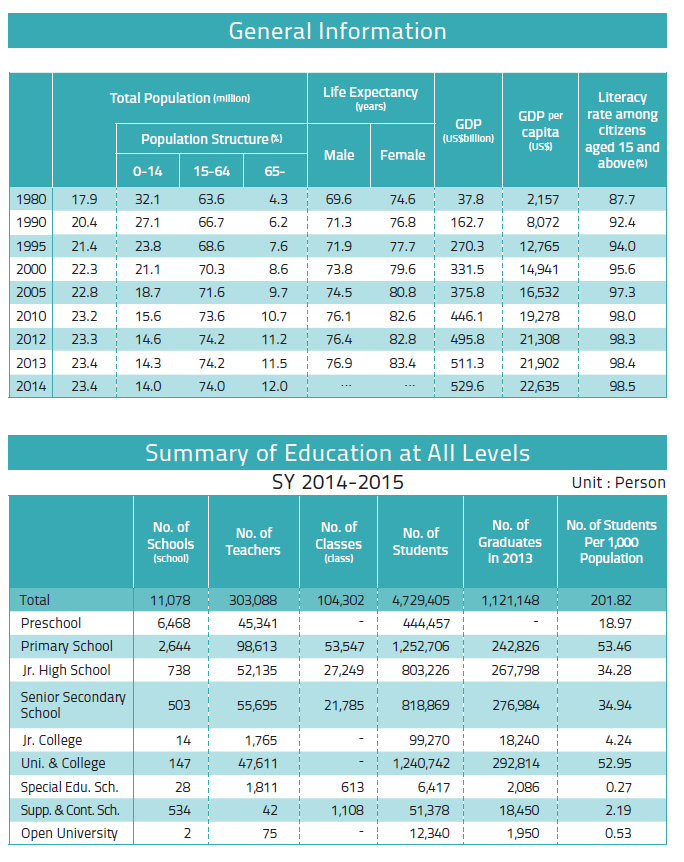 General Information
Total Population (million)
Life Expectancy
(years)
GDP
(US$billion)
GDP per
capita
(US$)
Literacy
rate among
citizens
aged 15 and
above(%)
Population Structure(%)
Male
Female
0-14 15-64 65-
1980 17.9 32.1 63.6 4.3 69.6 74.6 37.8 2,157 87.7
1990 20.4 27.1 66.7 6.2 71.3 76.8 162.7 8,072 92.4
1995 21.4 23.8 68.6 7.6 71.9 77.7 270.3 12,765 94.0
2000 22.3 21.1 70.3 8.6 73.8 79.6 331.5 14,941 95.6
2005 22.8 18.7 71.6 9.7 74.5 80.8 375.8 16,532 97.3
2010 23.2 15.6 73.6 10.7 76.1 82.6 446.1 19,278 98.0
2012 23.3 14.6 74.2 11.2 76.4 82.8 495.8 21,308 98.3
2013 23.4 14.3 74.2 11.5 76.9 83.4 511.3 21,902 98.4
2014 23.4 14.0 74.0 12.0 ... ... 529.6 22,635 98.5
Summary of Education at All Levels
SY 2014-2015
Unit : Person
No. of
Schools
(school)
No. of
Teachers
No. of
Classes
(class)
No. of
Students
No. of
Graduates
in 2013
No. of Students
Per 1,000
Population
Total 11,078 303,088 104,302 4,729,405 1,121,148 201.82
Preschool 6,468 45,341 - 444,457 - 18.97
Primary School 2,644 98,613 53,547 1,252,706 242,826 53.46
Jr. High School 738 52,135 27,249 803,226 267,798 34.28
Senior Secondary
School 503 55,695 21,785 818,869 276,984 34.94
Jr. College 14 1,765 - 99,270 18,240 4.24
Uni. & College 147 47,611 - 1,240,742 292,814 52.95
Special Edu. Sch. 28 1,811 613 6,417 2,086 0.27
Supp. & Cont. Sch. 534 42 1,108 51,378 18,450 2.19
Open University 2 75 - 12,340 1,950 0.53